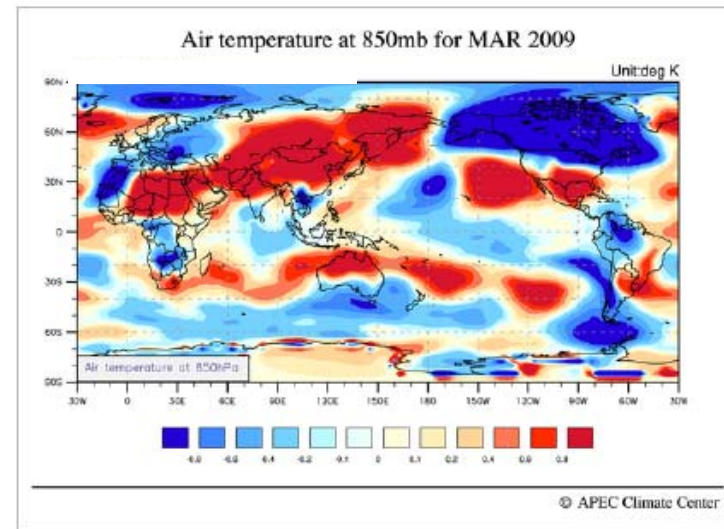 Air temperature at 850mb for MAR 2009
Unit:deg K
90N
60N
30N
0
30S
60S
90S
Air temperature at 850hPa
30W 0 30E 60E 90E 120E 150E 180 150W 120W 90W 60W 30W
-0.8 -0.6 -0.4 -0.2 -0.1 0 0.1 0.2 0.4 0.6 0.8
© APEC Climate Center